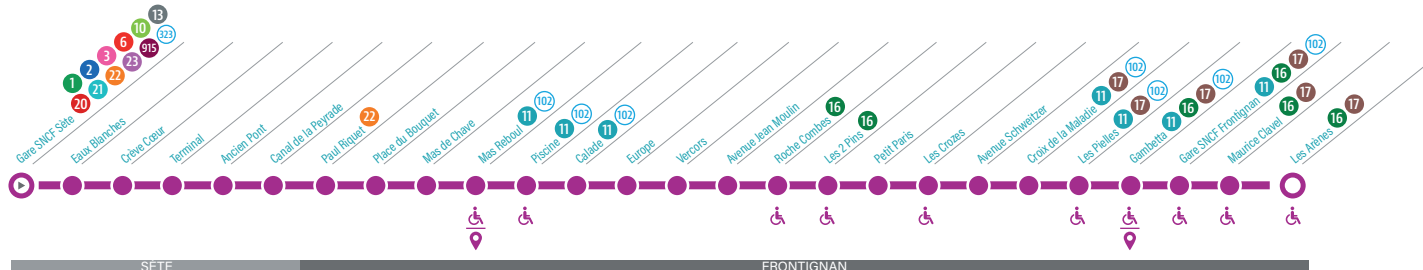 13
10
323
6
915
3
23
2
22
1
21
20
Gare SNCF Sète
Eaux Blanches
Crève Cœur
Terminal
Ancien Pont
Canal de la Peyrade
Paul Riquet 22
Place du Bouquet
Mas de Chave
Mas Reboul 11 102
Piscine 11 102
Calade 11 102
Europe
Vercors
Avenue Jean Moulin
Roche Combes 16
Les 2 Pins 16
Petit Paris
Les Crozes
Avenue Schweitzer
Croix de la Maladie 11 17 102
Les Pielles 11 17 102
Gambetta 11 16 17 102
Gare SNCF Frontignan 11 16 17 102
Maurice Clavel 16 17
Les Arènes 16 17
SÈTE
FRONTIGNAN